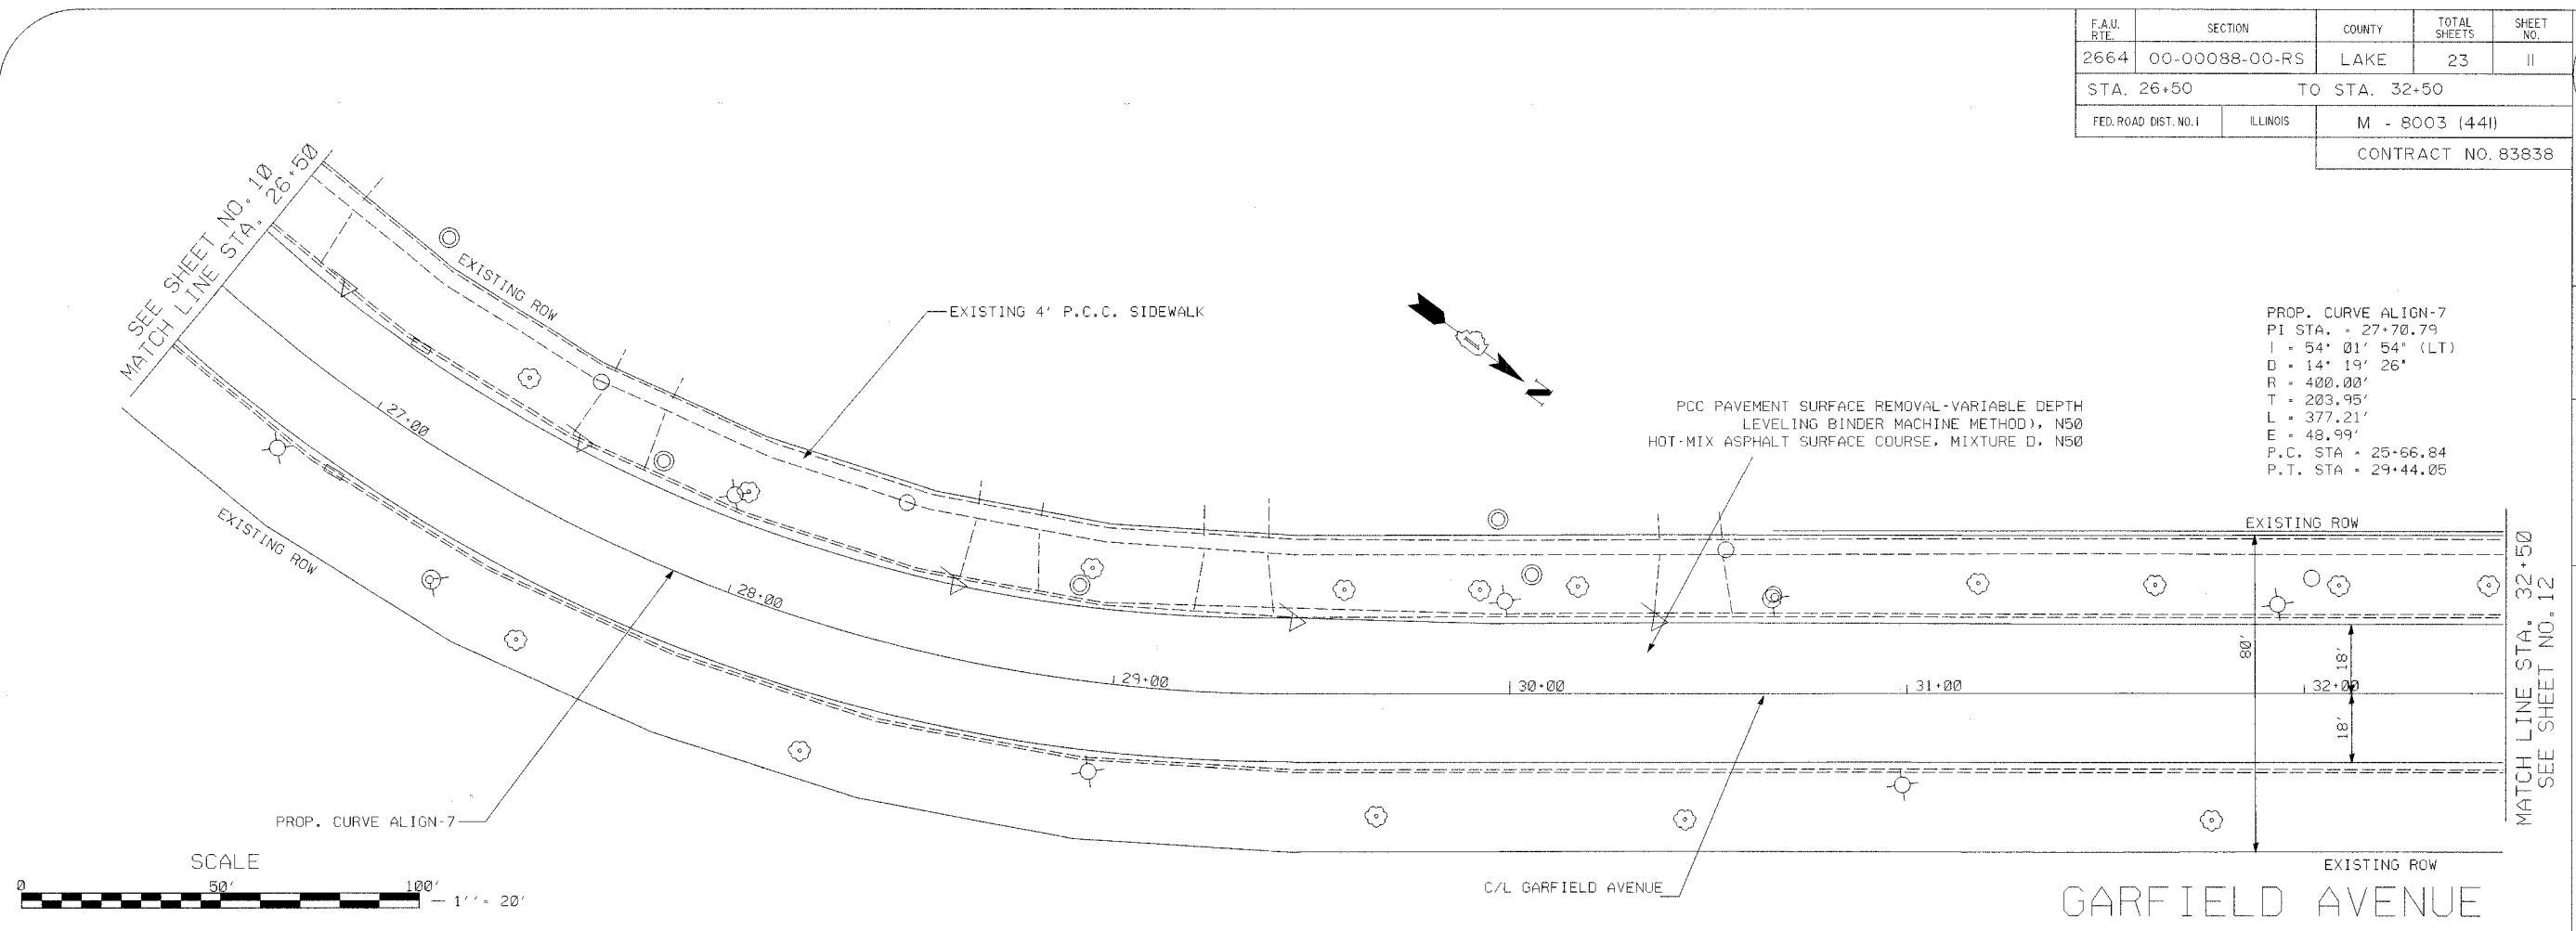 F.A.U. RTE. SECTION COUNTY TOTAL SHEETS SHEET NO.
2664 00-00088-00-RS LAKE 23 11
STA. 26+50 TO STA. 32+50
FED. ROAD DIST. NO. 1 ILLINOIS M - 8003 (441)
CONTRACT NO. 83838
SEE SHEET NO. 10
MATCH LINE STA. 26+50
EXISTING ROW
EXISTING 4' P.C.C. SIDEWALK
N
PROP. CURVE ALIGN-7
PI STA. = 27+70.79
I = 54° 01' 54" (LT)
D = 14° 19' 26"
R = 400.00'
T = 203.95'
L = 377.21'
E = 48.99'
P.C. STA = 25+66.84
P.T. STA = 29+44.05
PCC PAVEMENT SURFACE REMOVAL-VARIABLE DEPTH
LEVELING BINDER MACHINE METHOD), N50
HOT-MIX ASPHALT SURFACE COURSE, MIXTURE D, N50
27+00
EXISTING ROW
28+00
29+00
30+00
31+00
32+00
EXISTING ROW
80'
18'
18'
MATCH LINE STA. 32+50
SEE SHEET NO. 12
PROP. CURVE ALIGN-7
C/L GARFIELD AVENUE
EXISTING ROW
GARFIELD AVENUE
SCALE
0 50' 100'
1''= 20'